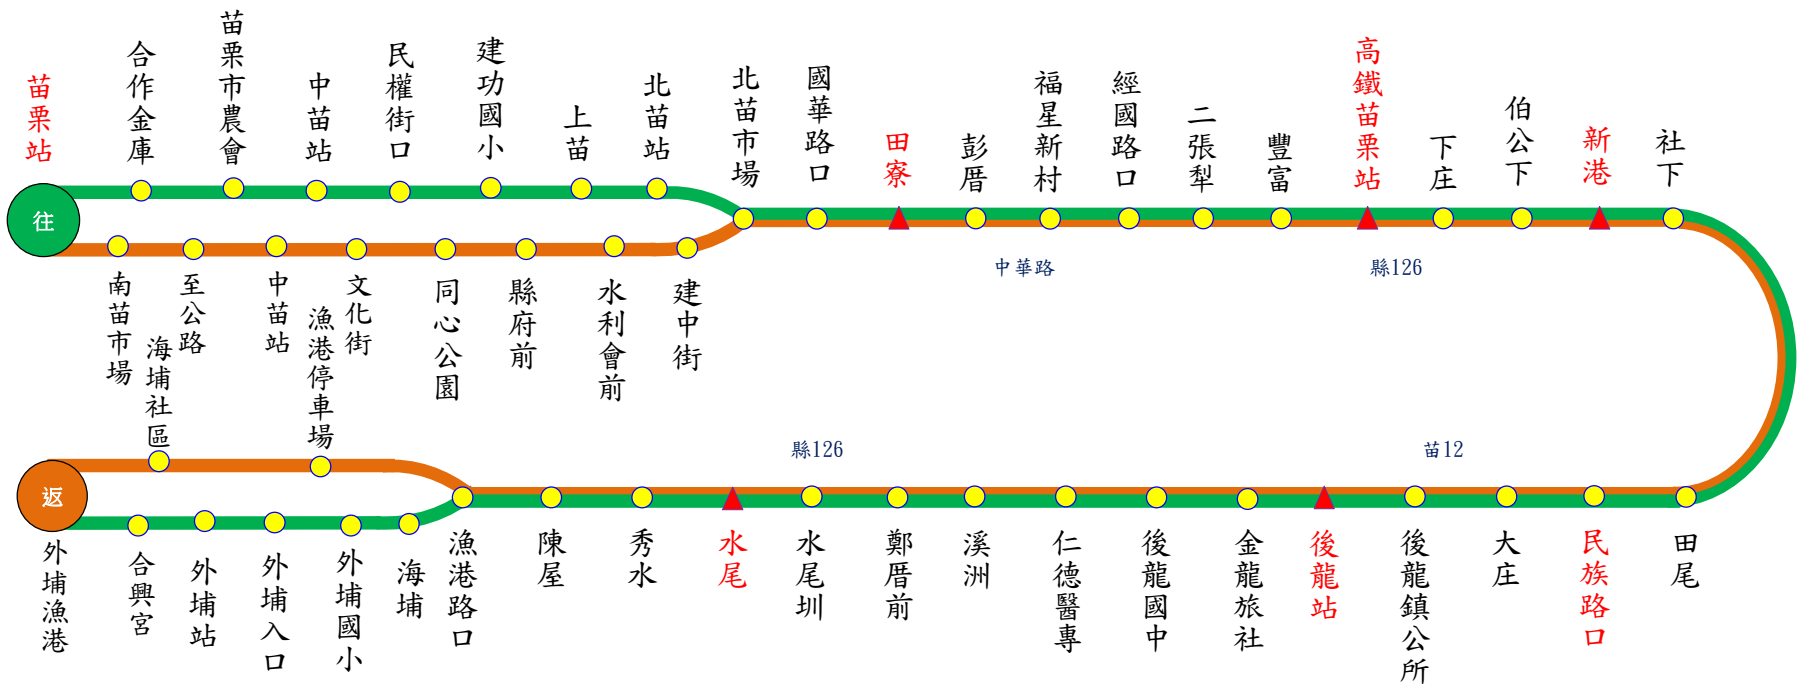 苗栗站
合作金庫
苗栗市農會
中苗站
民權街口
建功國小
上苗
北苗站
北苗市場
國華路口
田寮
彭厝
福星新村
經國路口
二張犁
豐富
高鐵苗栗站
下庄
伯公下
新港
社下
往
南苗市場
至公路
中苗站
文化街
同心公園
縣府前
水利會前
建中街
中華路
縣126
海埔社區
漁港停車場
縣126
苗12
返
外埔漁港
合興宮
外埔站
外埔入口
外埔國小
海埔
漁港路口
陳屋
秀水
水尾
水尾圳
鄭厝前
溪洲
仁德醫專
後龍國中
金龍旅社
後龍站
後龍鎮公所
大庄
民族路口
田尾